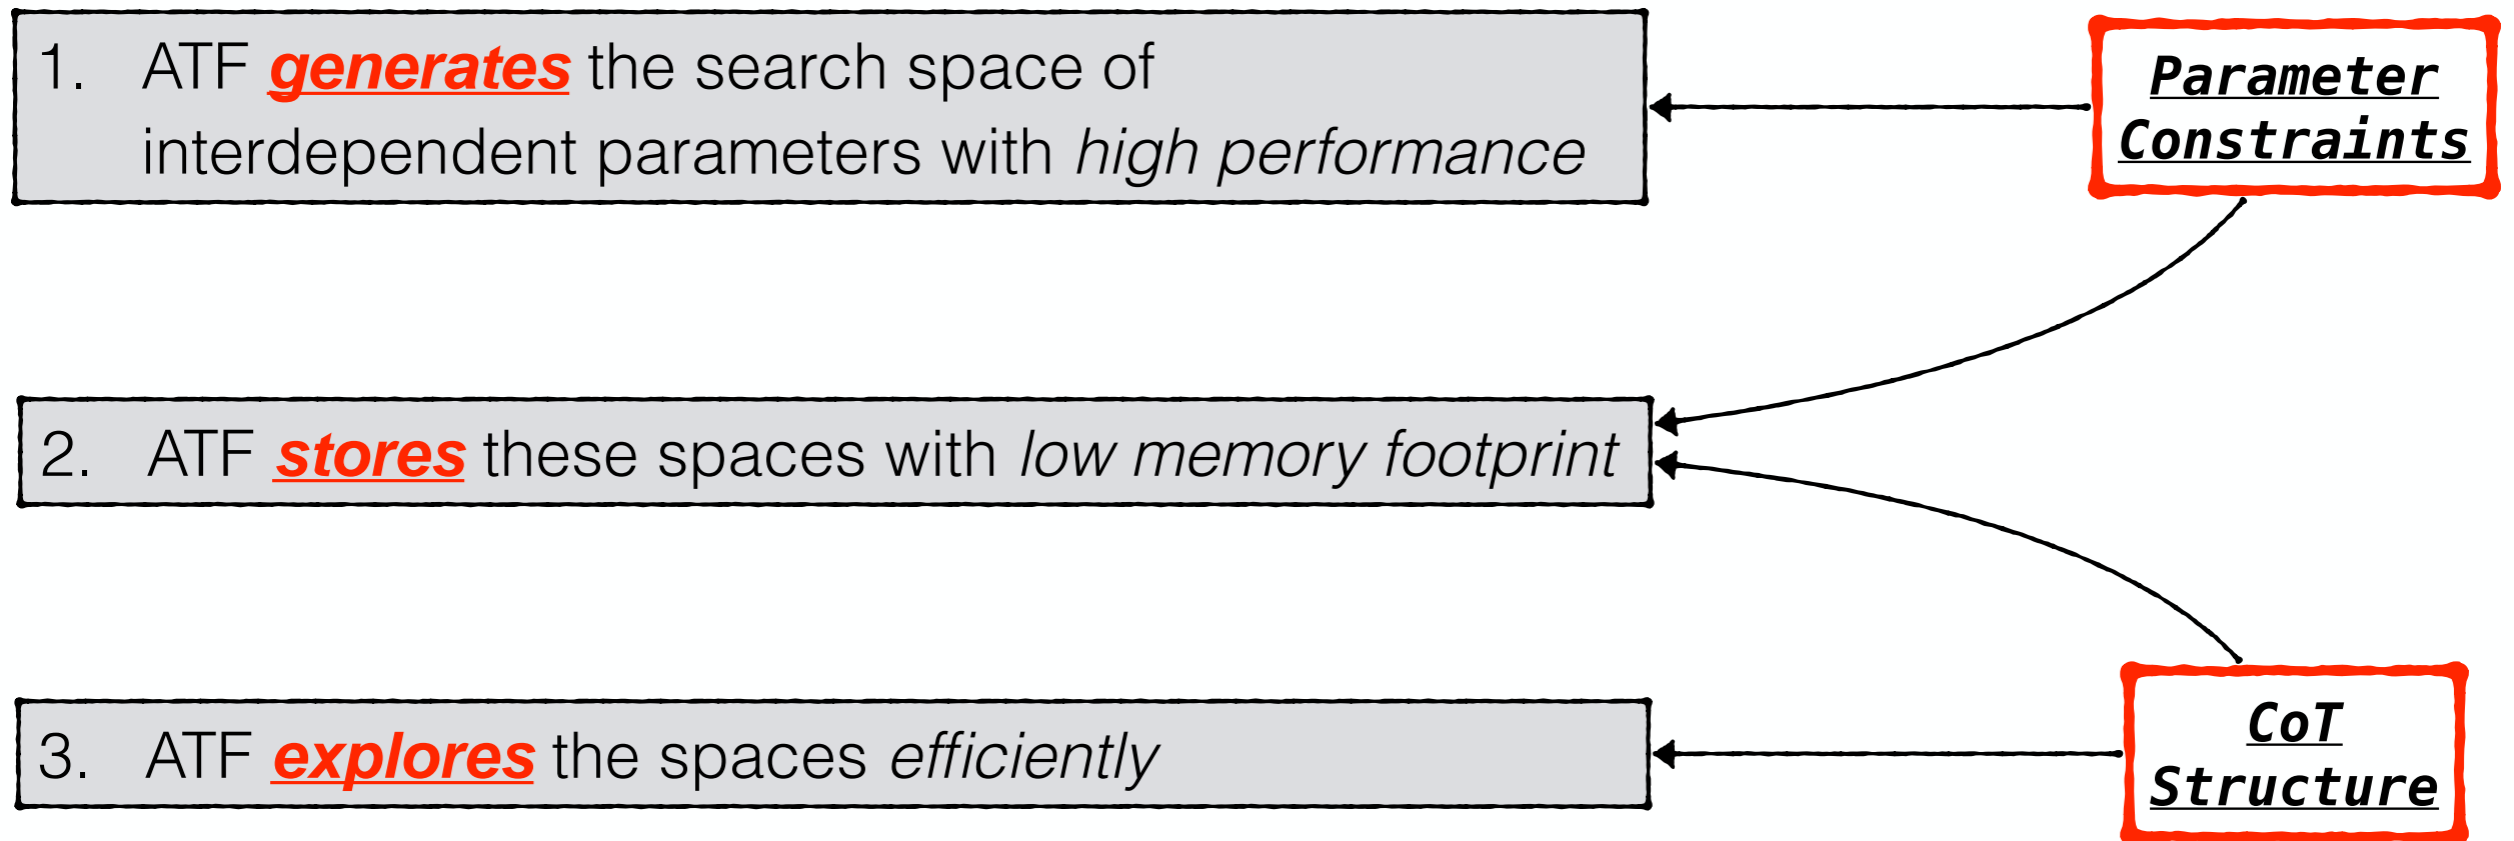 1. ATF generates the search space of
interdependent parameters with high performance
Parameter
Constraints
2. ATF stores these spaces with low memory footprint
3. ATF explores the spaces efficiently
CoT
Structure